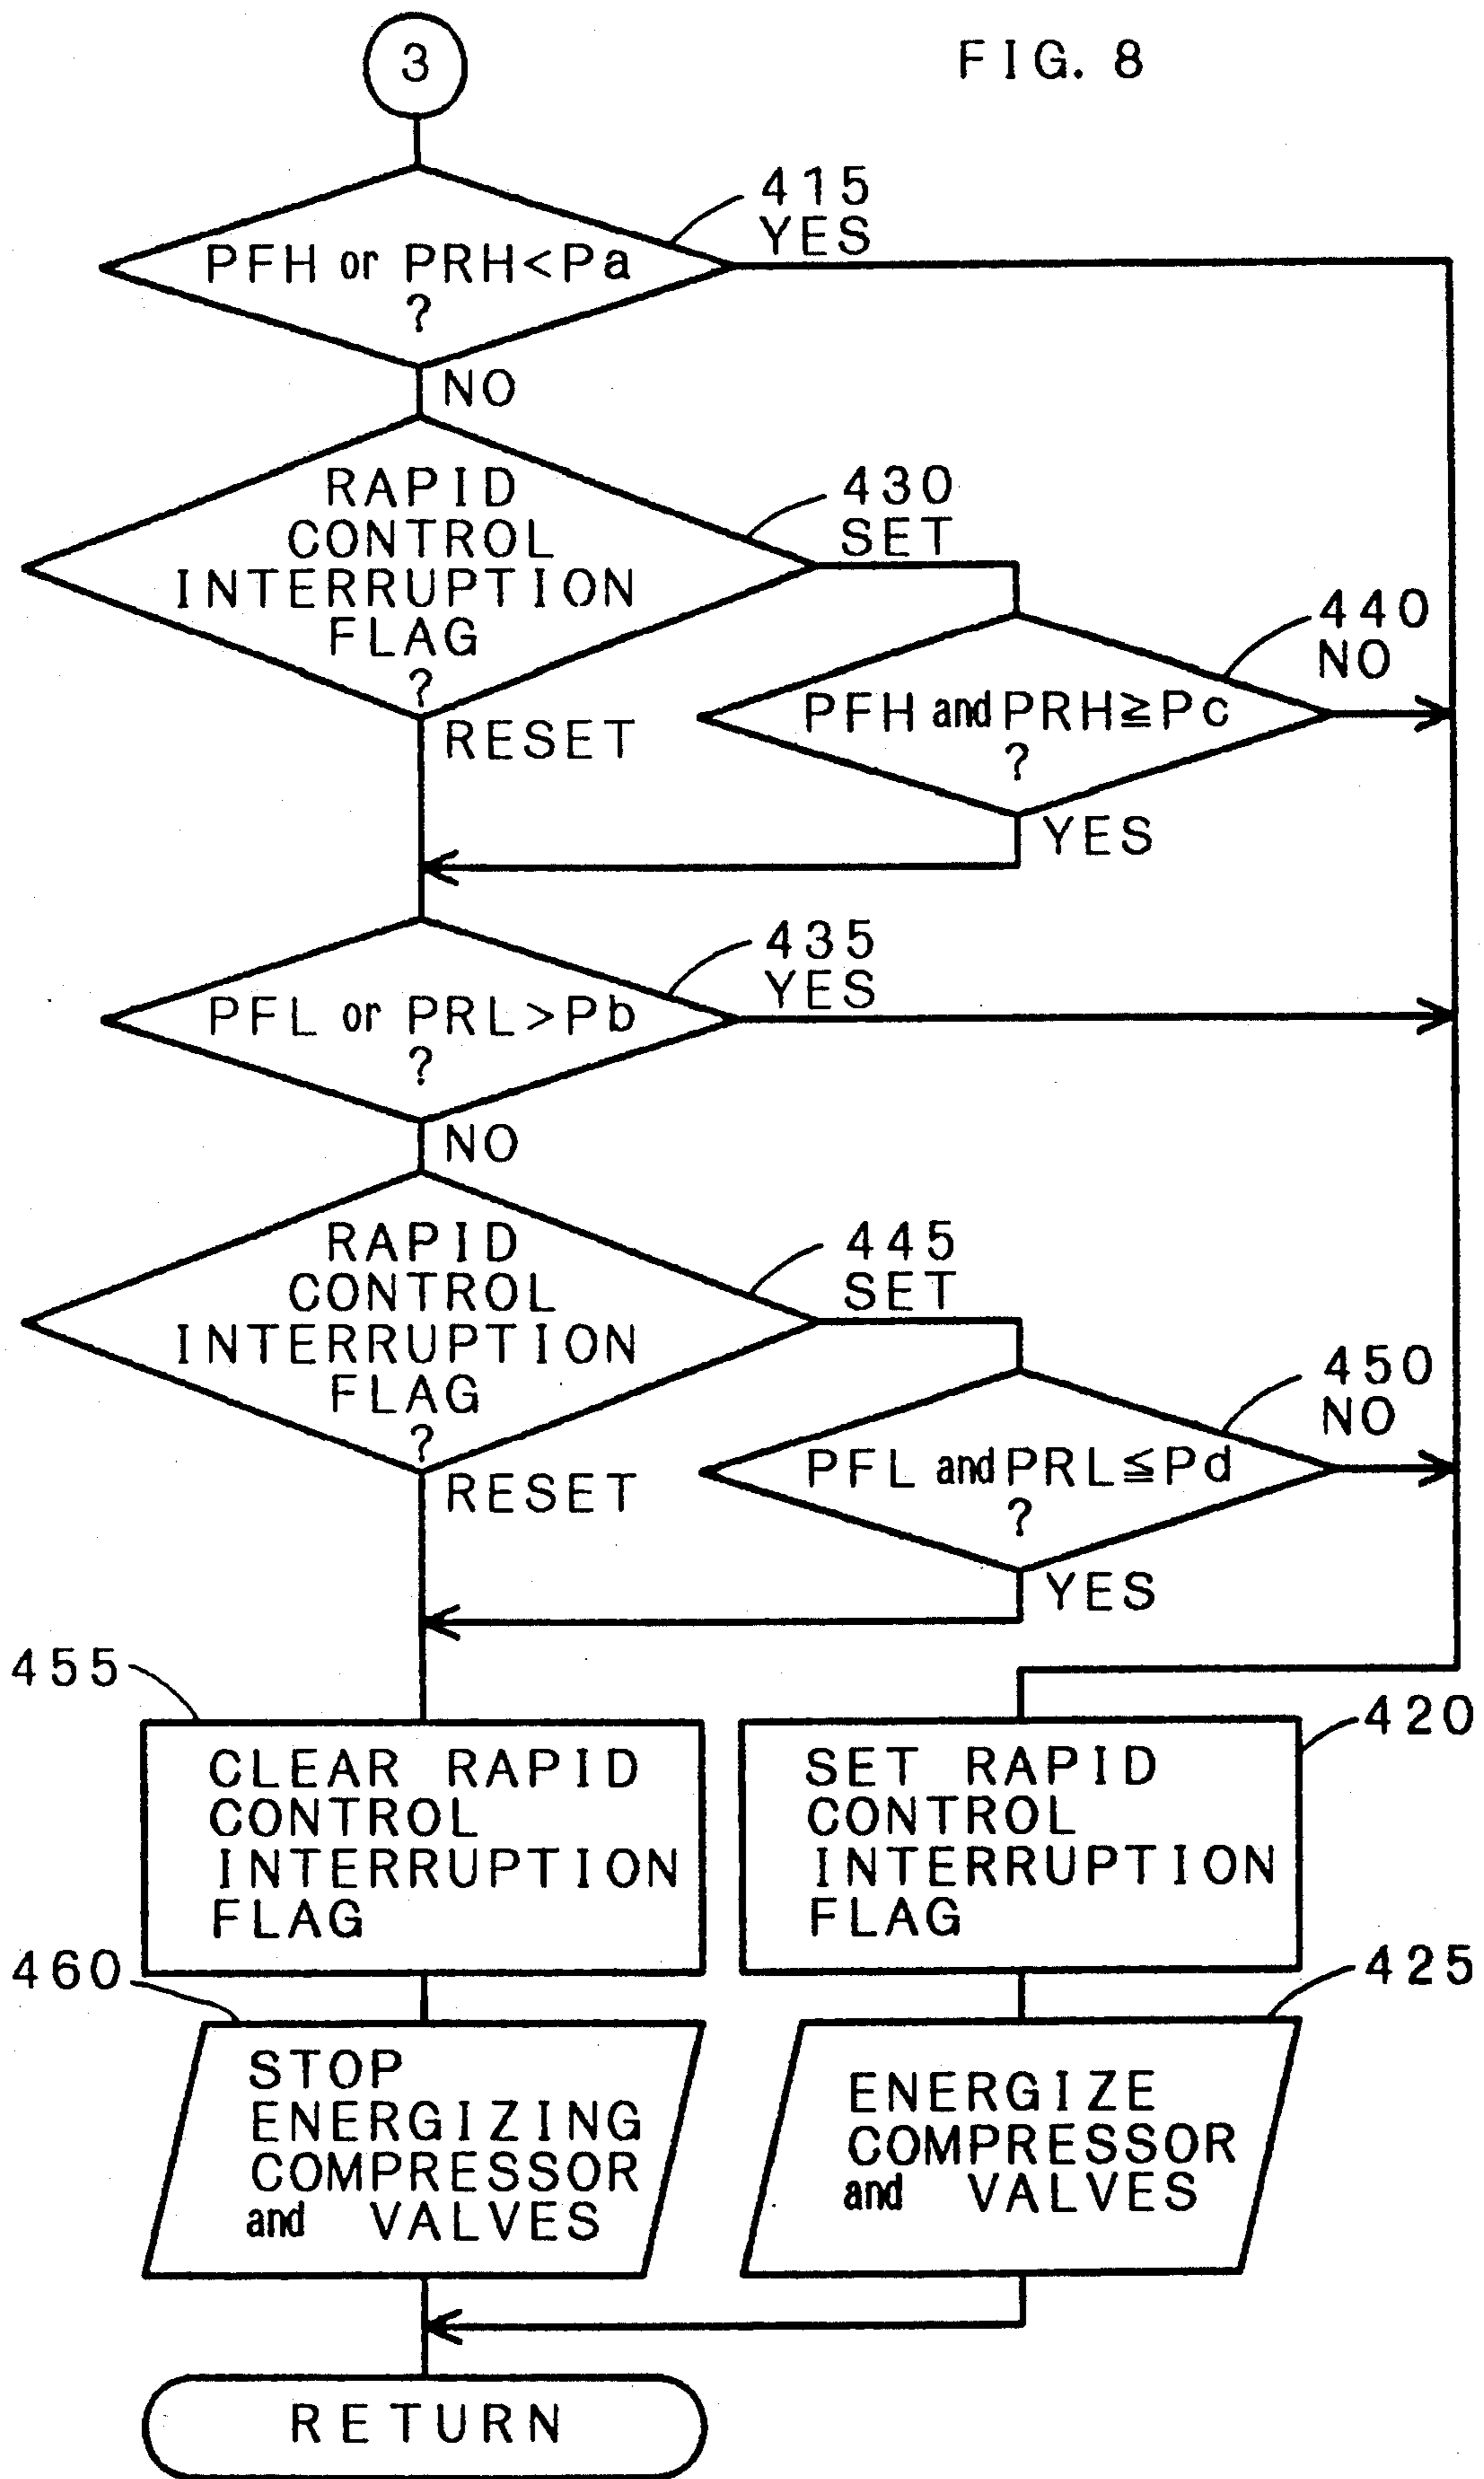 3
FIG. 8
415
YES
PFH or PRH<Pa
?
NO
RAPID
CONTROL
INTERRUPTION
FLAG
?
430
SET
440
NO
PFH and PRH≧Pc
?
RESET
YES
435
YES
PFL or PRL>Pb
?
NO
RAPID
CONTROL
INTERRUPTION
FLAG
?
445
SET
450
NO
PFL and PRL≦Pd
?
RESET
YES
455
CLEAR RAPID
CONTROL
INTERRUPTION
FLAG
420
SET RAPID
CONTROL
INTERRUPTION
FLAG
460
STOP
ENERGIZING
COMPRESSOR
and VALVES
425
ENERGIZE
COMPRESSOR
and VALVES
RETURN